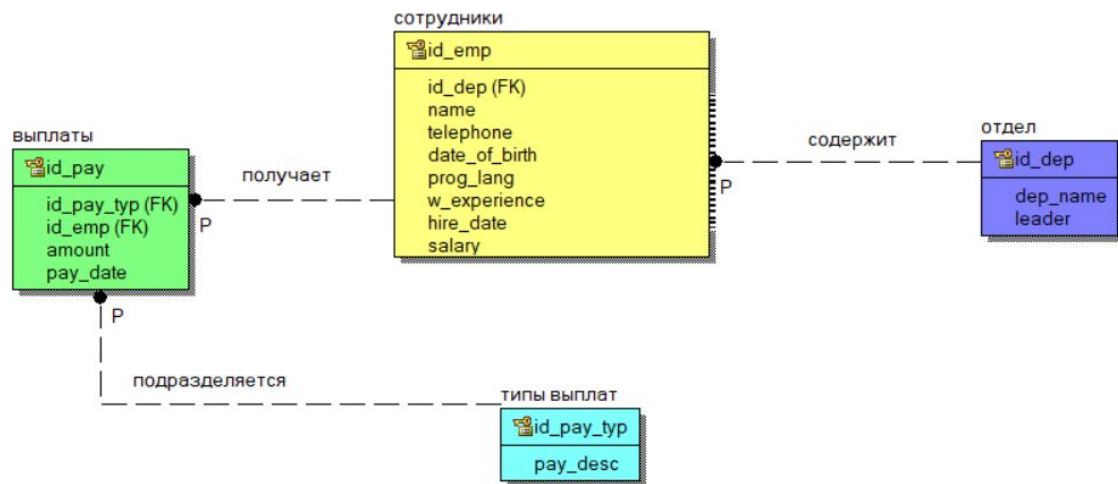 сотрудники
id_emp
id_dep (FK)
name
telephone
date_of_birth
prog_lang
w_experience
hire_date
salary
выплаты
id_pay
id_pay_typ (FK)
id_emp (FK)
amount
pay_date
получает
P
содержит
P
отдел
id_dep
dep_name
leader
P
подразделяется
типы выплат
id_pay_typ
pay_desc